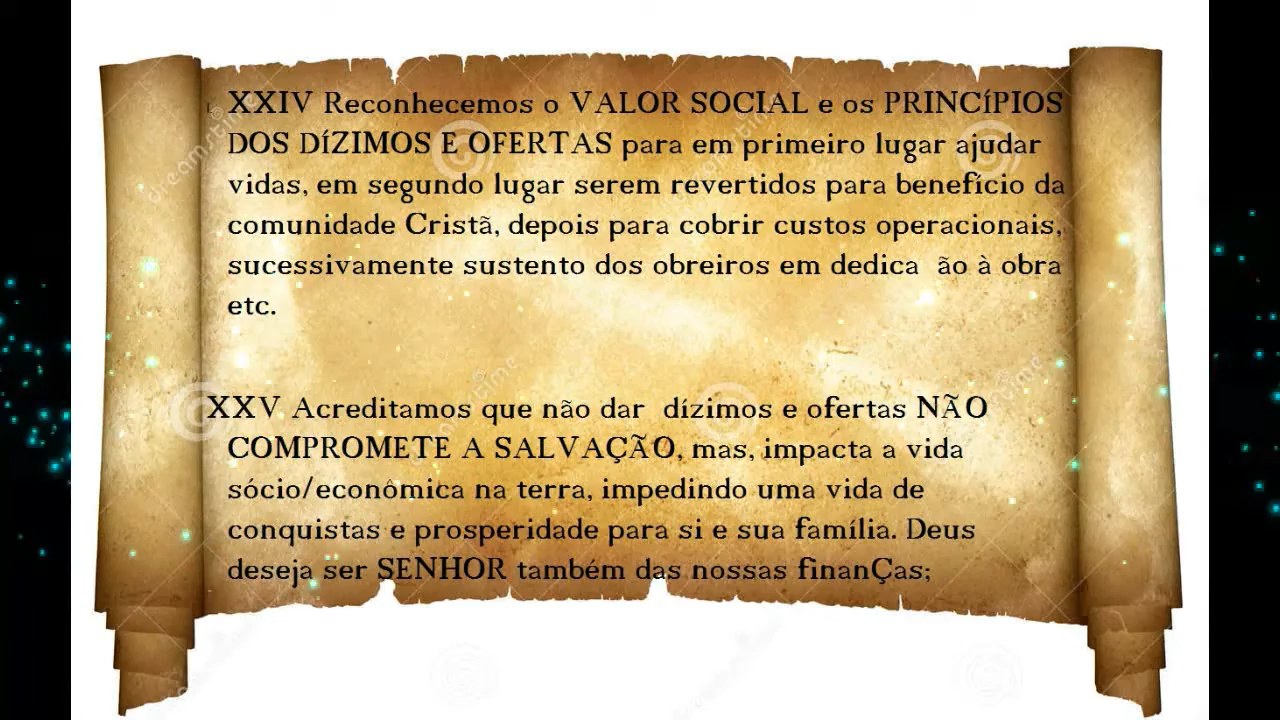 XXIV Reconhecemos o VALOR SOCIAL e os PRINCÍPIOS
DOS DÍZIMOS E OFERTAS para em primeiro lugar ajudar
vidas, em segundo lugar serem revertidos para benefício da
comunidade Cristã, depois para cobrir custos operacionais,
sucessivamente sustento dos obreiros em dedica ão à obra
etc.
XXV Acreditamos que não dar dízimos e ofertas NÃO
COMPROMETE A SALVAÇÃO, mas, impacta a vida
sócio/econômica na terra, impedindo uma vida de
conquistas e prosperidade para si e sua família. Deus
deseja ser SENHOR também das nossas finanÇas;